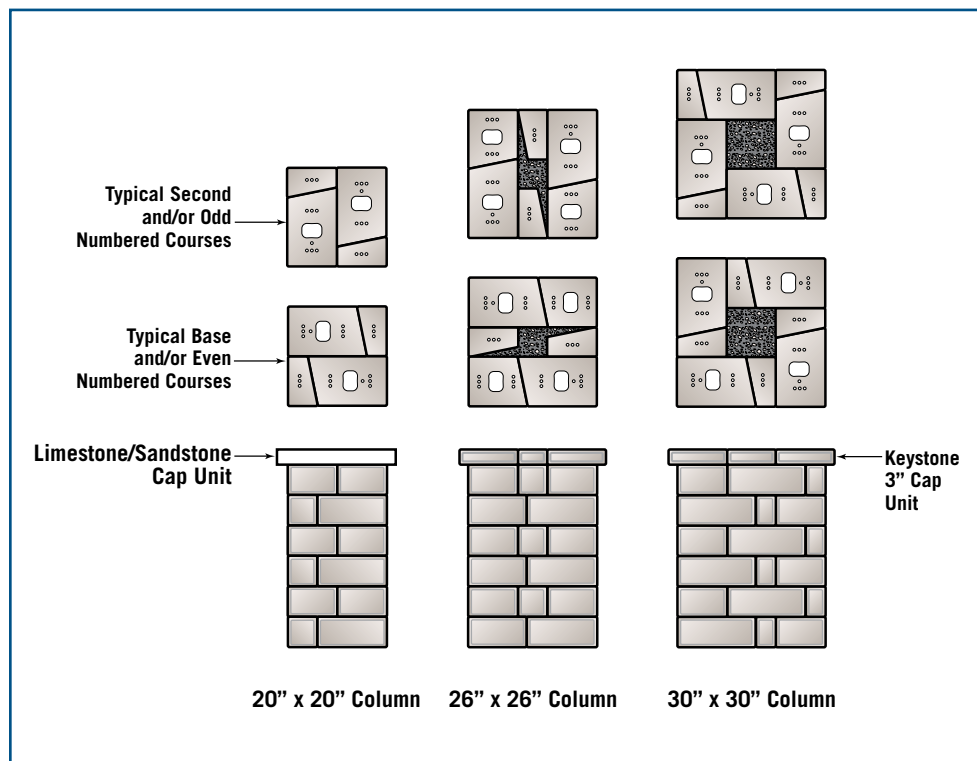 Typical Second
and/or Odd
Numbered Courses
Typical Base
and/or Even
Numbered Courses
Limestone/Sandstone
Cap Unit
Keystone
3” Cap
Unit
20” x 20” Column
26” x 26” Column
30” x 30” Column